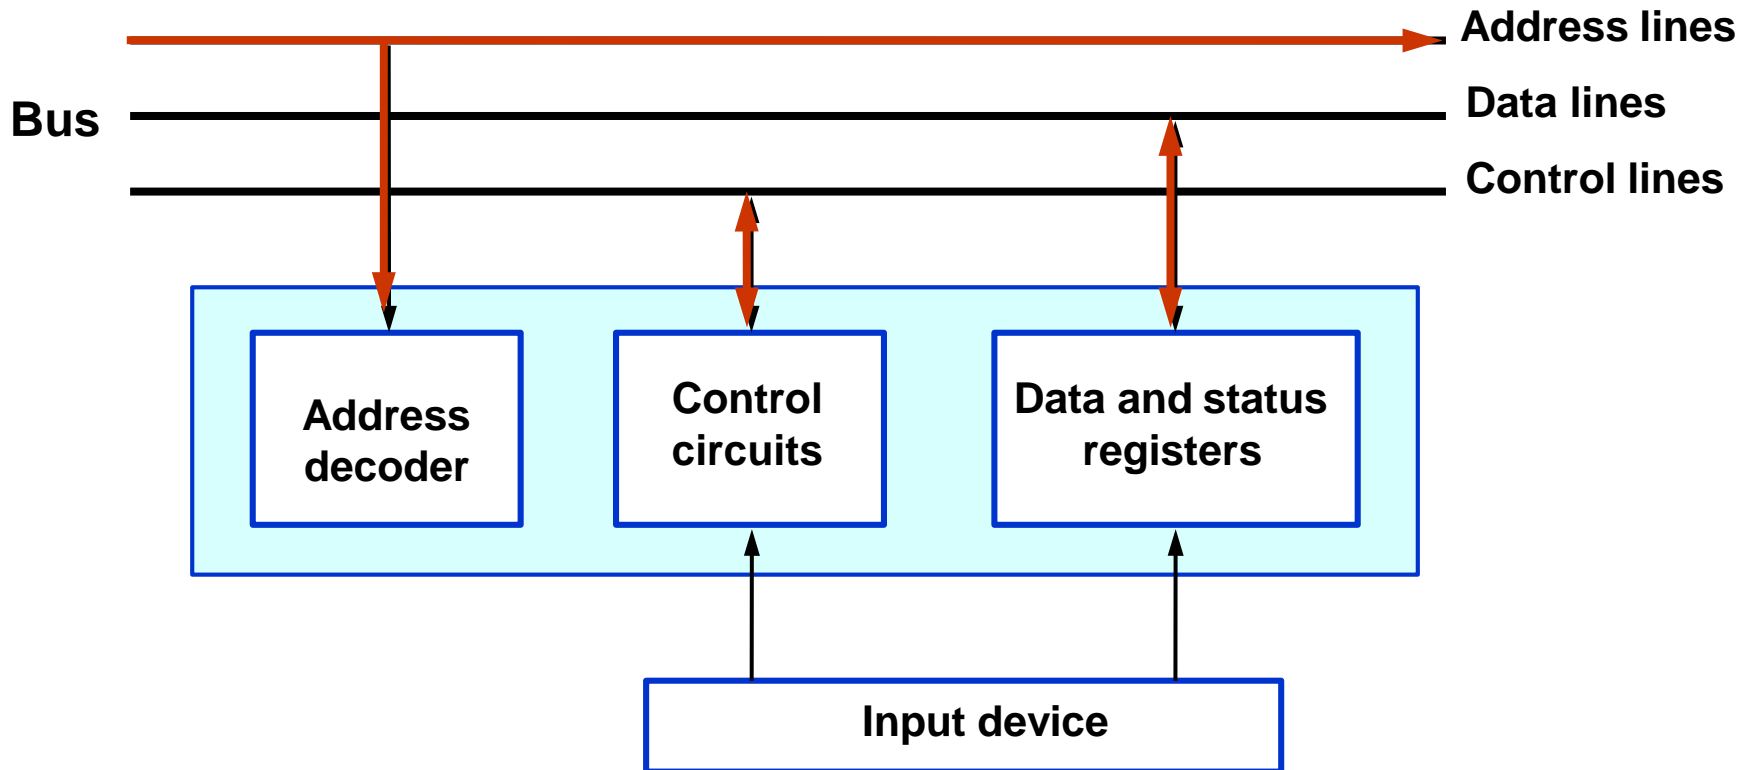 Address lines
Bus
Data lines
Control lines
Address
decoder
Control
circuits
Data and status
registers
Input device